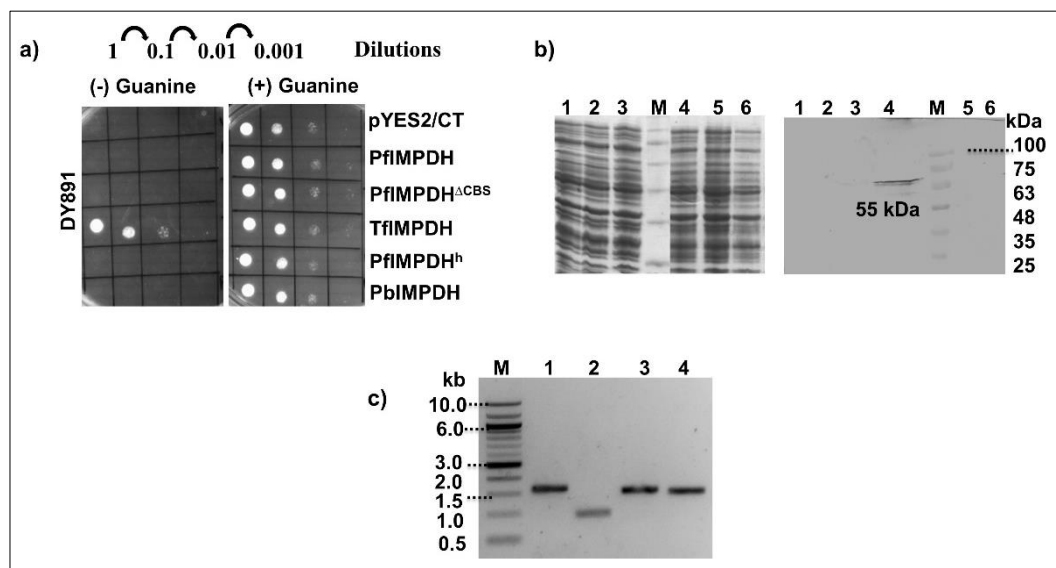 a)
1 0.1 0.01 0.001 Dilutions
(-) Guanine (+) Guanine
DY891
pYES2/CT
PfIMPDH
PfIMPDHΔCBS
TfIMPDH
PfIMPDHh
PbIMPDH
b)
1 2 3 M 4 5 6
1 2 3 4 M 5 6
kDa
100
75
63
48
35
25
55 kDa
c)
kb M 1 2 3 4
10.0
6.0
3.0
2.0
1.5
1.0
0.5